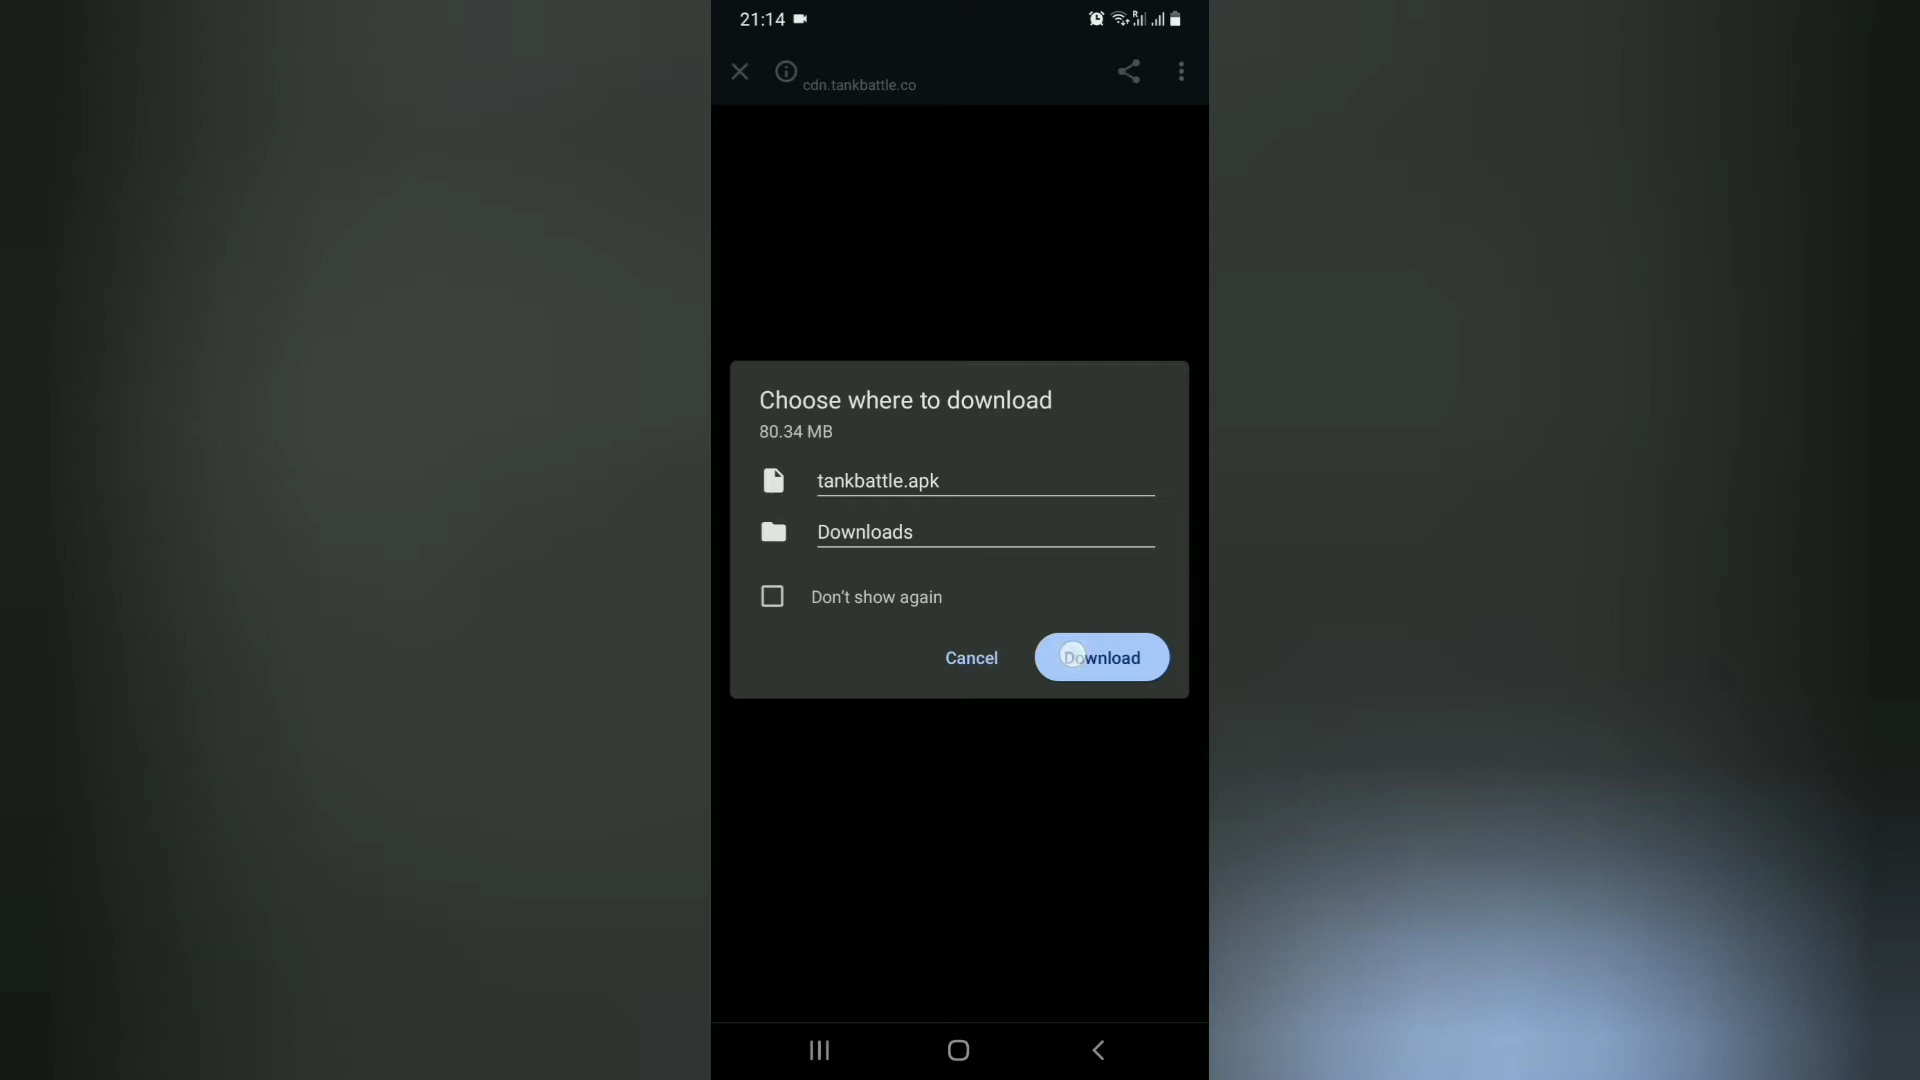 21:14
R
cdn.tankbattle.co
Choose where to download
80.34 MB
tankbattle.apk
Downloads
Don't show again
Cancel
Download